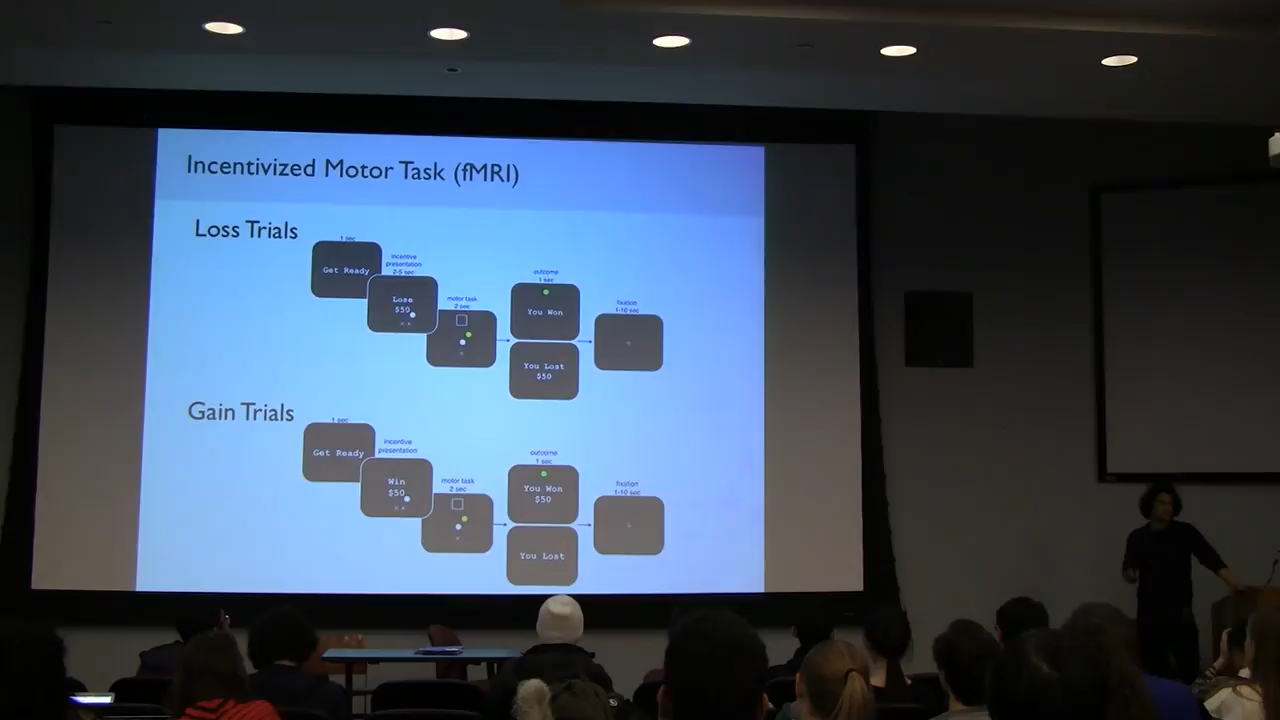 Incentivized Motor Task (fMRI)
Loss Trials
1 sec
Get Ready
incentive
presentation
2-5 sec
Lose
$50
motor task
2 sec
outcome
1 sec
You Won
You Lost
$50
fixation
1-10 sec
Gain Trials
1 sec
Get Ready
incentive
presentation
Win
$50
motor task
2 sec
outcome
1 sec
You Won
$50
You Lost
fixation
1-10 sec